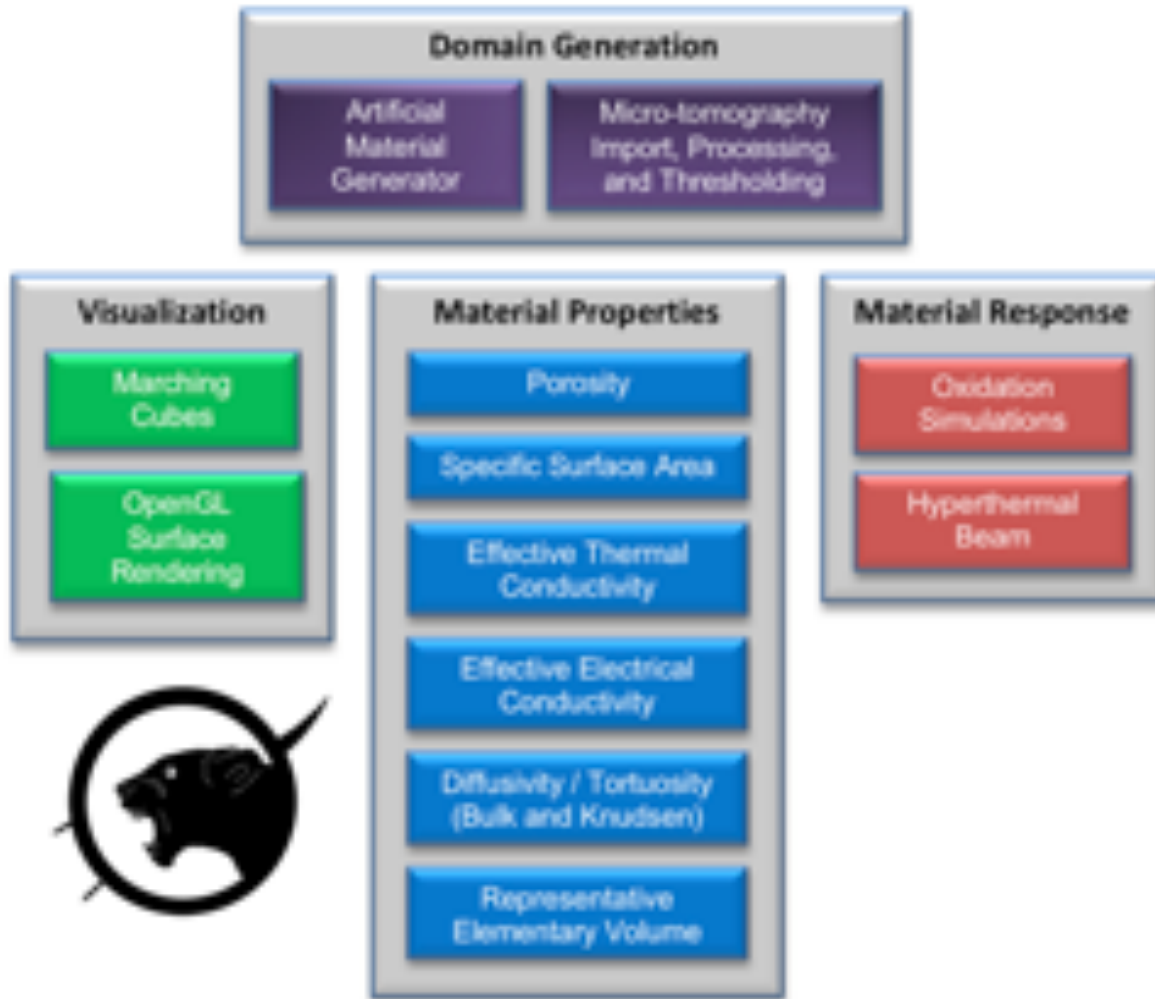 Domain Generation
Artificial
Material
Generator
Micro-tomography
Import, Processing,
and Thresholding
Visualization
Marching
Cubes
OpenGL
Surface
Rendering
Material Properties
Porosity
Specific Surface Area
Effective Thermal
Conductivity
Effective Electrical
Conductivity
Diffusivity / Tortuosity
(Bulk and Knudsen)
Representative
Elementary Volume
Material Response
Oxidation
Simulations
Hyperthermal
Beam